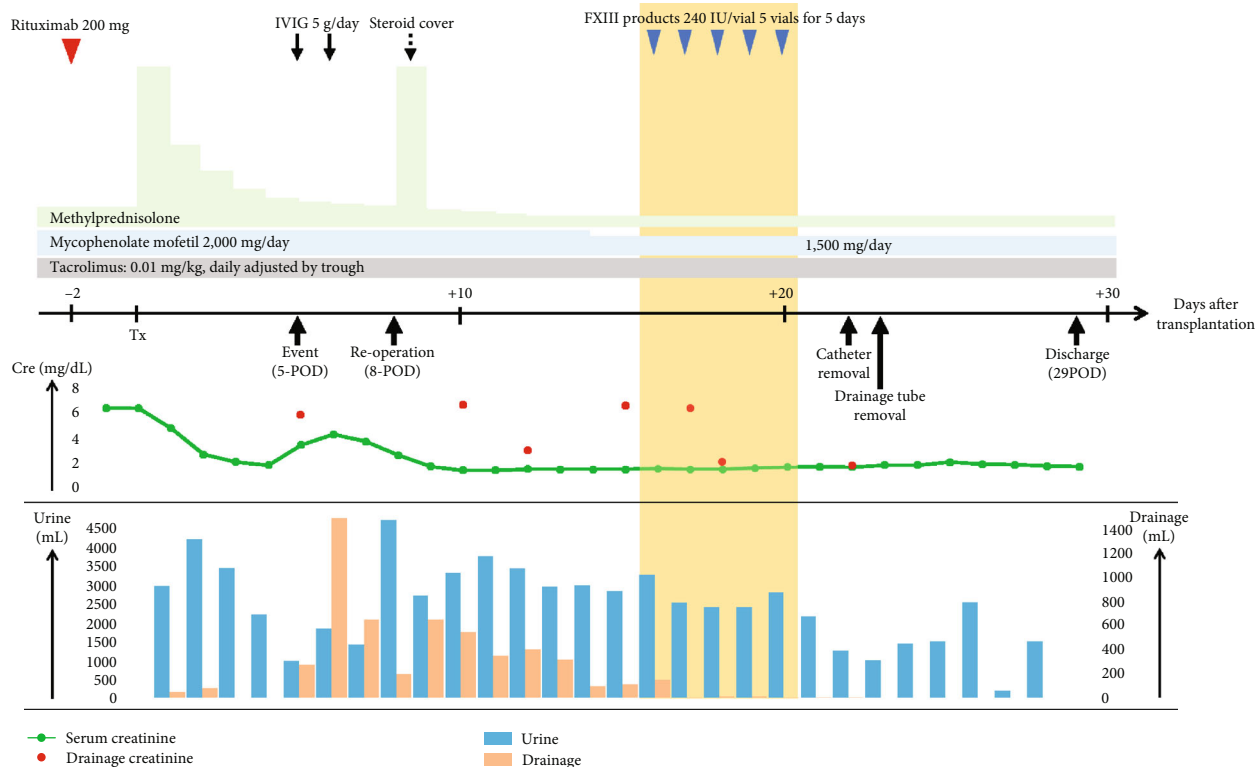 Rituximab 200 mg
IVIG 5 g/day
Steroid cover
FXIII products 240 IU/vial 5 vials for 5 days
Methylprednisolone
Mycophenolate mofetil 2,000 mg/day
1,500 mg/day
Tacrolimus: 0.01 mg/kg, daily adjusted by trough
–2
+10
+20
+30
Tx
Days after
transplantation
Event
(5-POD)
Re-operation
(8-POD)
Catheter
removal
Drainage tube
removal
Discharge
(29POD)
Cre (mg/dL)
8
6
4
2
0
Urine
(mL)
4500
4000
3500
3000
2500
2000
1500
1000
500
0
Drainage
(mL)
1400
1200
1000
800
600
400
200
0
Serum creatinine
Drainage creatinine
Urine
Drainage